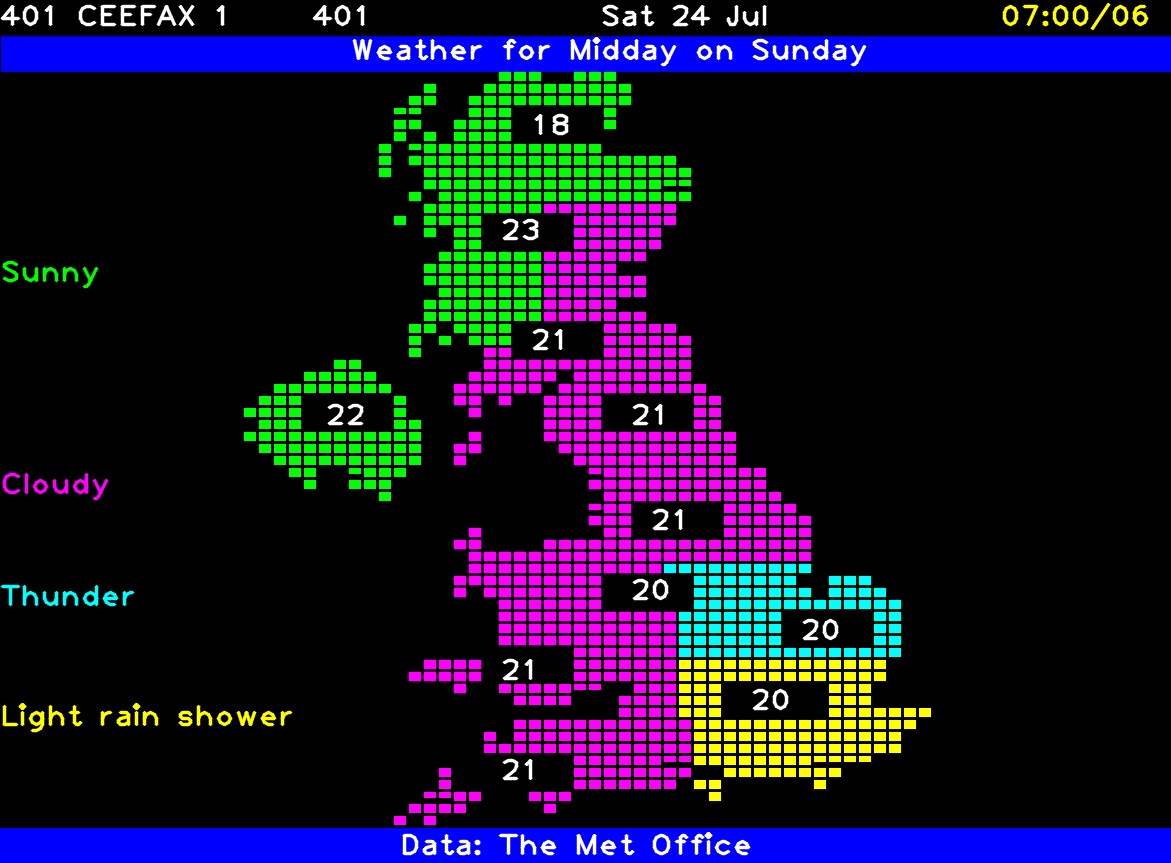 401 CEEFAX 1 401 Sat 24 Jul 07:00/06
Weather for Midday on Sunday
18
23
Sunny
21
22 21
Cloudy
21
Thunder 20
20
21
20
Light rain shower
21
Data: The Met Office